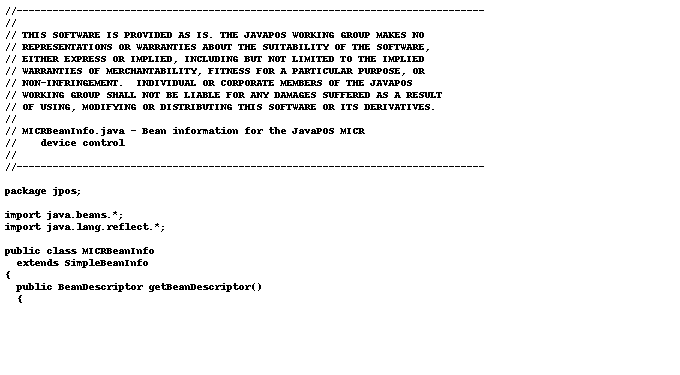 //------------------------------------------------------------------------------
//
// THIS SOFTWARE IS PROVIDED AS IS. THE JAVAPOS WORKING GROUP MAKES NO
// REPRESENTATIONS OR WARRANTIES ABOUT THE SUITABILITY OF THE SOFTWARE,
// EITHER EXPRESS OR IMPLIED, INCLUDING BUT NOT LIMITED TO THE IMPLIED
// WARRANTIES OF MERCHANTABILITY, FITNESS FOR A PARTICULAR PURPOSE, OR
// NON-INFRINGEMENT.  INDIVIDUAL OR CORPORATE MEMBERS OF THE JAVAPOS
// WORKING GROUP SHALL NOT BE LIABLE FOR ANY DAMAGES SUFFERED AS A RESULT
// OF USING, MODIFYING OR DISTRIBUTING THIS SOFTWARE OR ITS DERIVATIVES.
//
// MICRBeanInfo.java - Bean information for the JavaPOS MICR
//    device control
//
//------------------------------------------------------------------------------

package jpos;

import java.beans.*;
import java.lang.reflect.*;

public class MICRBeanInfo
  extends SimpleBeanInfo
{
  public BeanDescriptor getBeanDescriptor()
  {